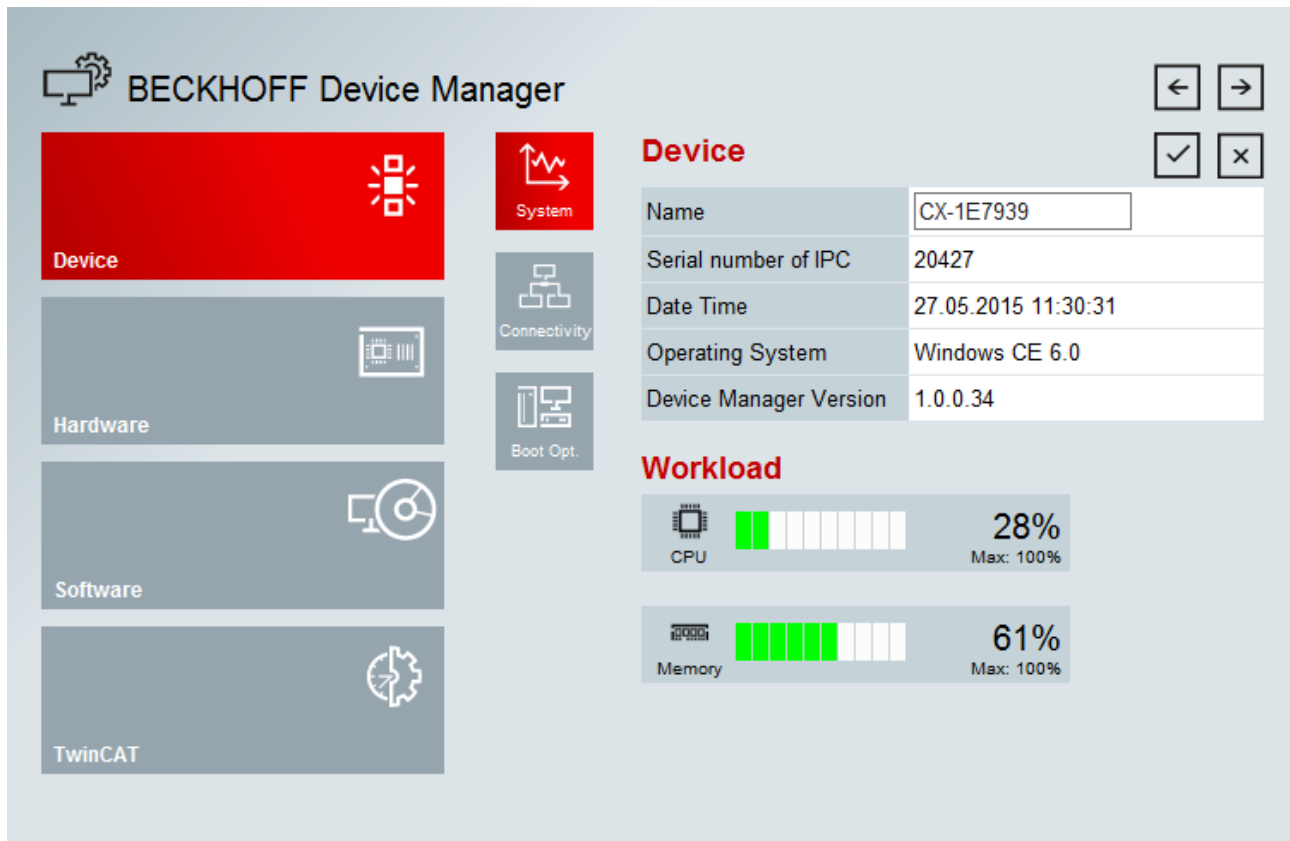 BECKHOFF Device Manager
Device
Hardware
Software
TwinCAT
System
Connectivity
Boot Opt.
Device
Name CX-1E7939
Serial number of IPC 20427
Date Time 27.05.2015 11:30:31
Operating System Windows CE 6.0
Device Manager Version 1.0.0.34
Workload
CPU 28%
Max: 100%
Memory 61%
Max: 100%